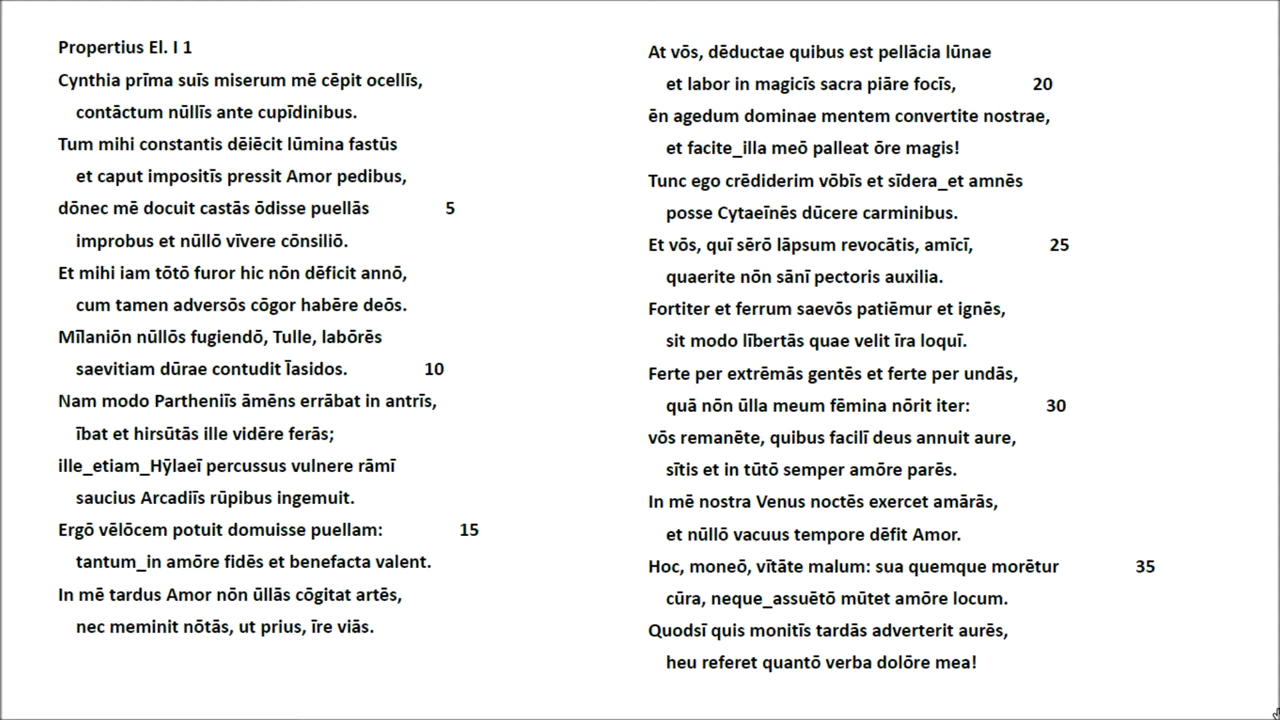 Propertius El. I 1
Cynthia prīma suīs miserum mē cēpit ocellīs,
contāctum nūllīs ante cupīdinibus.
Tum mihi constantis dēiēcit lūmina fastūs
et caput impositīs pressit Amor pedibus,
dōnec mē docuit castās ōdisse puellās 5
improbus et nūllō vīvere cōnsiliō.
Et mihi iam tōtō furor hic nōn dēficit annō,
cum tamen adversōs cōgor habēre deōs.
Mīlaniōn nūllōs fugiendō, Tulle, labōrēs
saevitiam dūrae contudit Īasidos. 10
Nam modo Partheniīs āmēns errābat in antrīs,
ībat et hirsūtās ille vidēre ferās;
ille_etiam_Hȳlaeī percussus vulnere rāmī
saucius Arcadiīs rūpibus ingemuit.
Ergō vēlōcem potuit domuisse puellam: 15
tantum_in amōre fidēs et benefacta valent.
In mē tardus Amor nōn ūllās cōgitat artēs,
nec meminit nōtās, ut prius, īre viās.
At vōs, dēductae quibus est pellācia lūnae
et labor in magicīs sacra piāre focīs, 20
ēn agedum dominae mentem convertite nostrae,
et facite_illa meō palleat ōre magis!
Tunc ego crēdiderim vōbīs et sīdera_et amnēs
posse Cytaeīnēs dūcere carminibus.
Et vōs, quī sērō lāpsum revocātis, amīcī, 25
quaerite nōn sānī pectoris auxilia.
Fortiter et ferrum saevōs patiēmur et ignēs,
sit modo lībertās quae velit īra loquī.
Ferte per extrēmās gentēs et ferte per undās,
quā nōn ūlla meum fēmina nōrit iter: 30
vōs remanēte, quibus facilī deus annuit aure,
sītis et in tūtō semper amōre parēs.
In mē nostra Venus noctēs exercet amārās,
et nūllō vacuus tempore dēfit Amor.
Hoc, moneō, vītāte malum: sua quemque morētur 35
cūra, neque_assuētō mūtet amōre locum.
Quodsī quis monitīs tardās adverterit aurēs,
heu referet quantō verba dolōre mea!